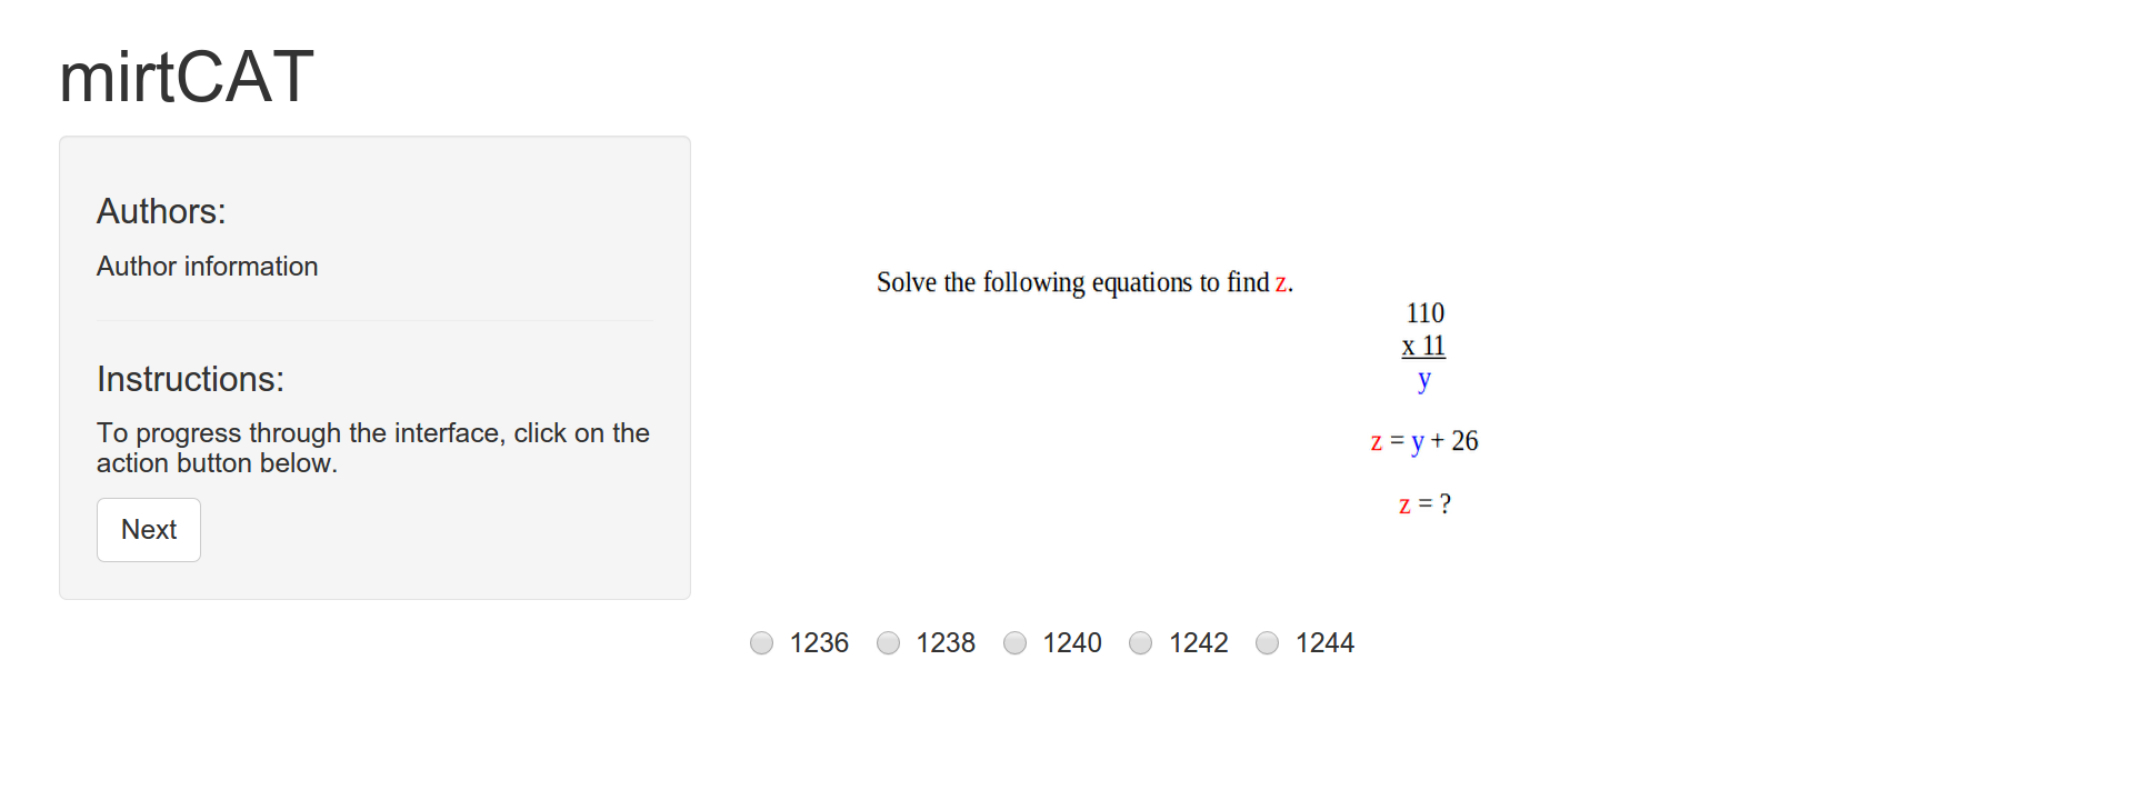 mirtCAT
Authors:
Author information
Instructions:
To progress through the interface, click on the
action button below.
Next
Solve the following equations to find z.
110
x 11
y
z = y + 26
z = ?
1236 1238 1240 1242 1244